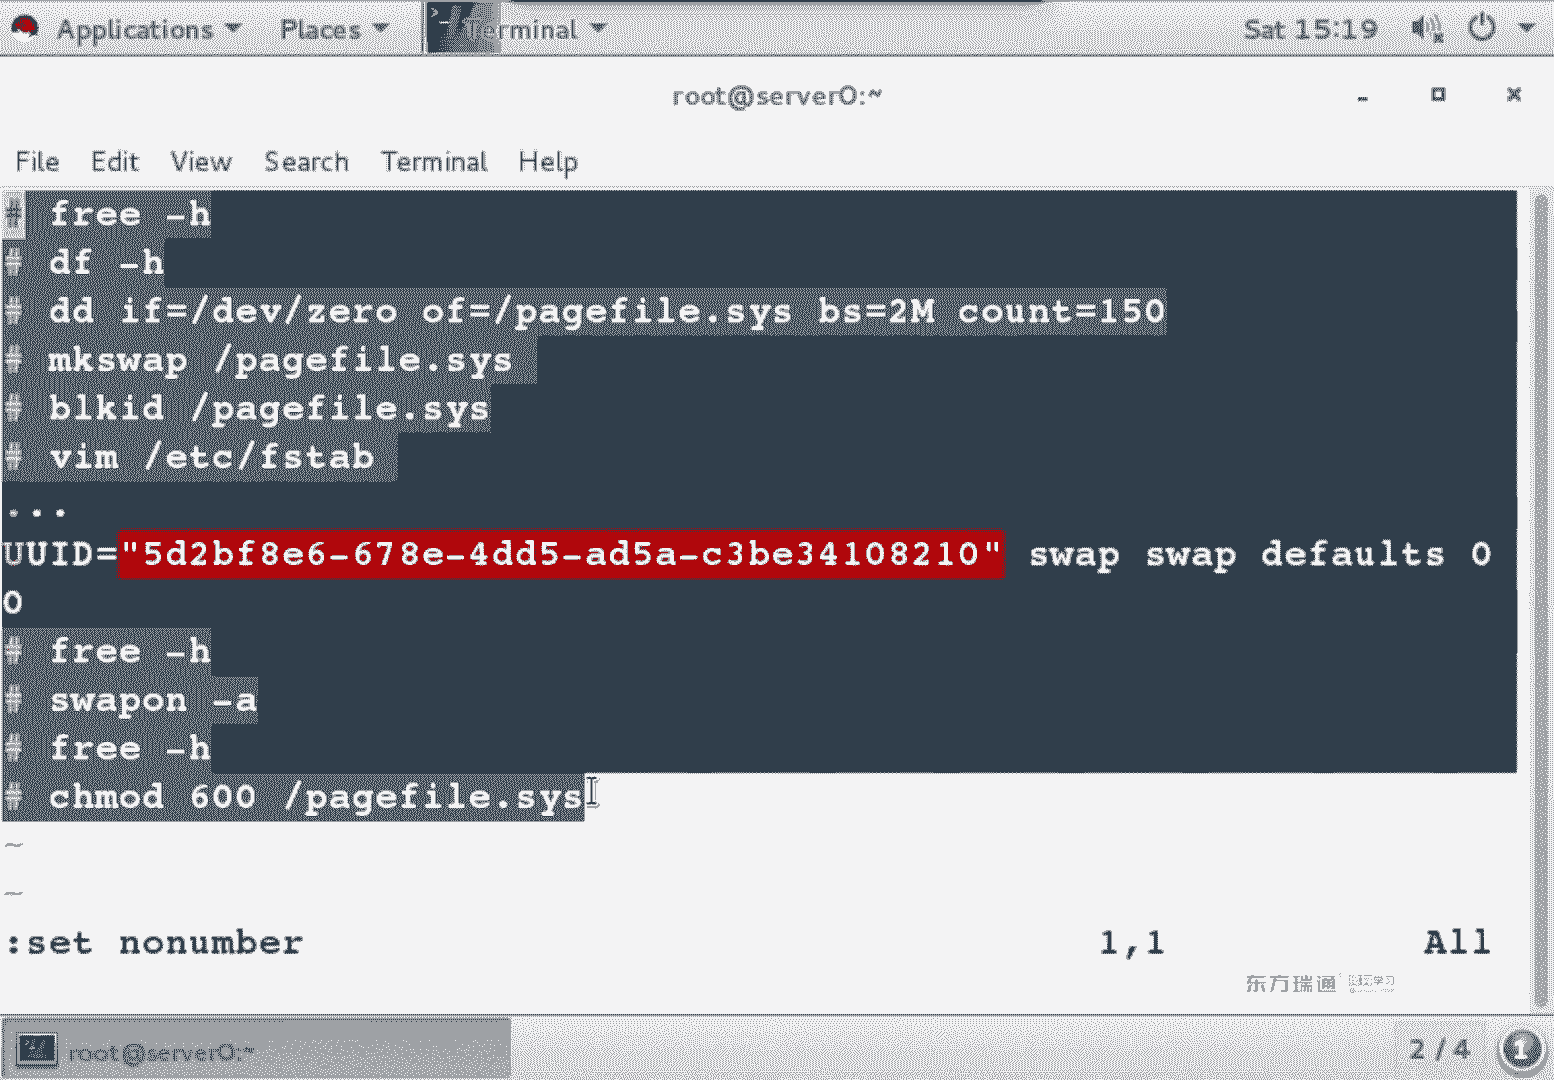 Applications Places Terminal Sat 15:19
root@server0:~
File Edit View Search Terminal Help
# free -h
# df -h
# dd if=/dev/zero of=/pagefile.sys bs=2M count=150
# mkswap /pagefile.sys
# blkid /pagefile.sys
# vim /etc/fstab
...
UUID="5d2bf8e6-678e-4dd5-ad5a-c3be34108210" swap swap defaults 0
0
# free -h
# swapon -a
# free -h
# chmod 600 /pagefile.sys
~
~
:set nonumber 1,1 All
东方瑞通
root@server0:~ 2 / 4 1